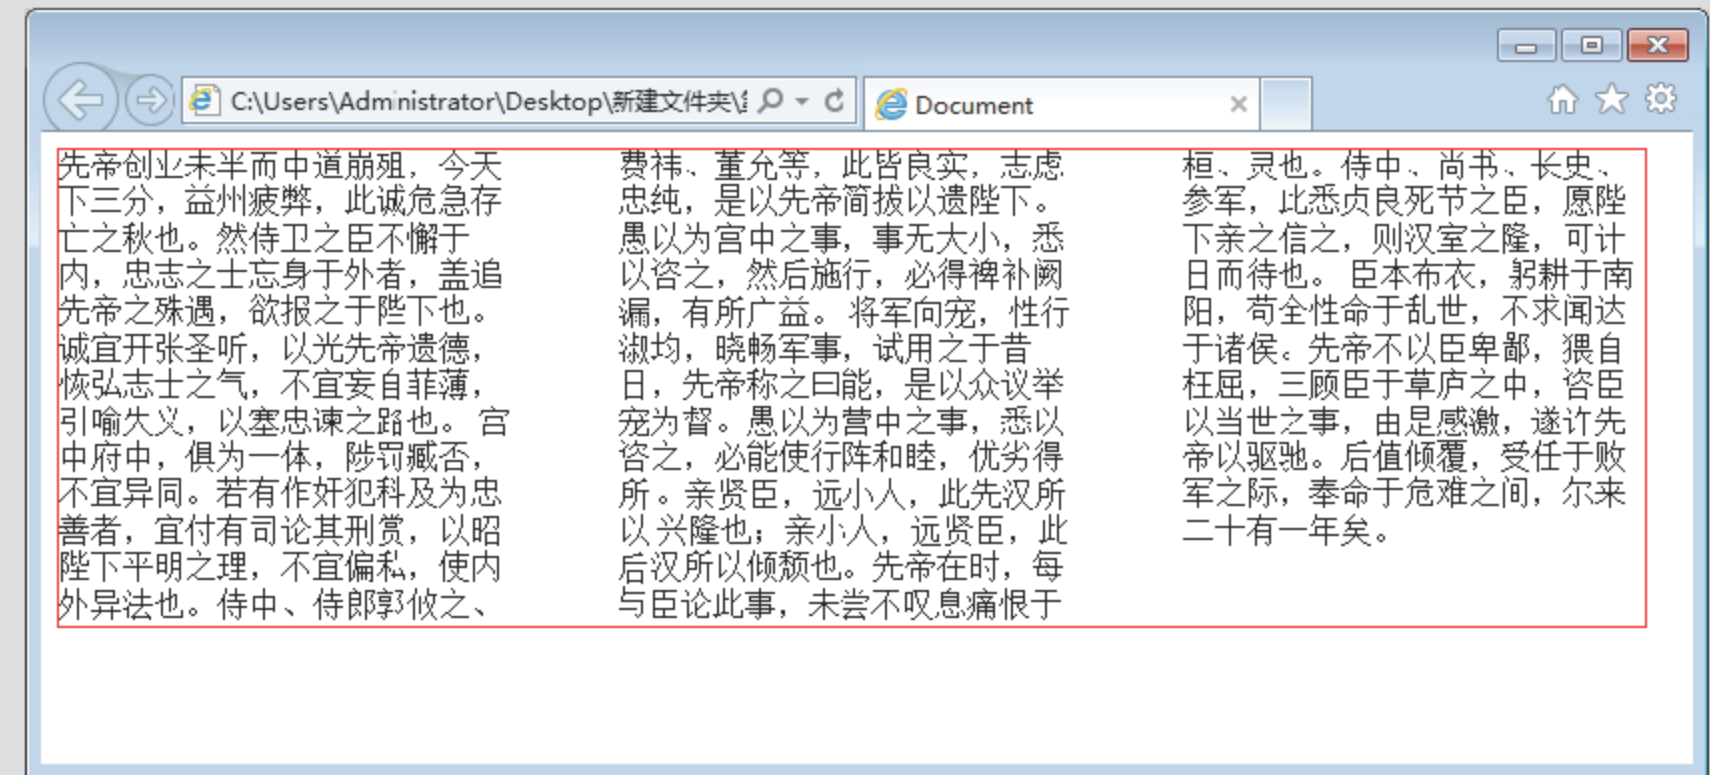 C:\Users\Administrator\Desktop\新建文件夹\
Document
先帝创业未半而中道崩殂，今天
下三分，益州疲弊，此诚危急存
亡之秋也。然侍卫之臣不懈于
内，忠志之士忘身于外者，盖追
先帝之殊遇，欲报之于陛下也。
诚宜开张圣听，以光先帝遗德，
恢弘志士之气，不宜妄自菲薄，
引喻失义，以塞忠谏之路也。 宫
中府中，俱为一体，陟罚臧否，
不宜异同。若有作奸犯科及为忠
善者，宜付有司论其刑赏，以昭
陛下平明之理，不宜偏私，使内
外异法也。侍中、侍郎郭攸之、
费祎、董允等，此皆良实，志虑
忠纯，是以先帝简拔以遗陛下。
愚以为宫中之事，事无大小，悉
以咨之，然后施行，必得裨补阙
漏，有所广益。 将军向宠，性行
淑均，晓畅军事，试用之于昔
日，先帝称之曰能，是以众议举
宠为督。愚以为营中之事，悉以
咨之，必能使行阵和睦，优劣得
所。亲贤臣，远小人，此先汉所
以兴隆也；亲小人，远贤臣，此
后汉所以倾颓也。先帝在时，每
与臣论此事，未尝不叹息痛恨于
桓、灵也。侍中、尚书、长史、
参军，此悉贞良死节之臣，愿陛
下亲之信之，则汉室之隆，可计
日而待也。 臣本布衣，躬耕于南
阳，苟全性命于乱世，不求闻达
于诸侯。先帝不以臣卑鄙，猥自
枉屈，三顾臣于草庐之中，咨臣
以当世之事，由是感激，遂许先
帝以驱驰。后值倾覆，受任于败
军之际，奉命于危难之间，尔来
二十有一年矣。